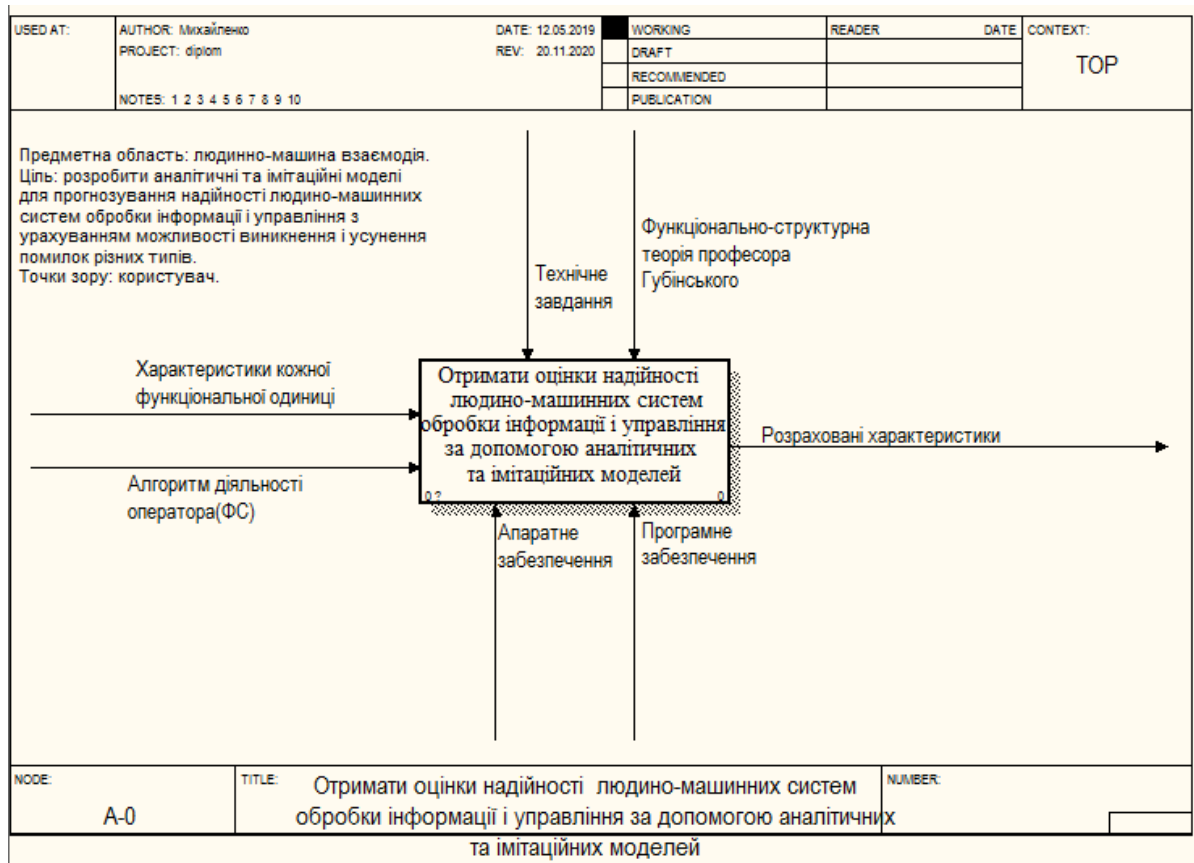 USED AT:
AUTHOR: Михайленко
DATE: 12.05.2019
WORKING
READER
DATE
CONTEXT:
PROJECT: diplom
REV: 20.11.2020
DRAFT
TOP
RECOMMENDED
NOTES: 1 2 3 4 5 6 7 8 9 10
PUBLICATION
Предметна область: людинно-машина взаємодія.
Ціль: розробити аналітичні та імітаційні моделі
для прогнозування надійності людино-машинних
систем обробки інформації і управління з
урахуванням можливості виникнення і усунення
помилок різних типів.
Точки зору: користувач.
Технічне
завдання
Функціонально-структурна
теорія професора
Губінського
Характеристики кожної
функціональної одиниці
Алгоритм діяльності
оператора(ФС)
Отримати оцінки надійності
людино-машинних систем
обробки інформації і управління
за допомогою аналітичних
та імітаційних моделей
0 ?
0
Розраховані характеристики
Апаратне
забезпечення
Програмне
забезпечення
NODE:
A-0
TITLE:
Отримати оцінки надійності людино-машинних систем
обробки інформації і управління за допомогою аналітичних
та імітаційних моделей
NUMBER: